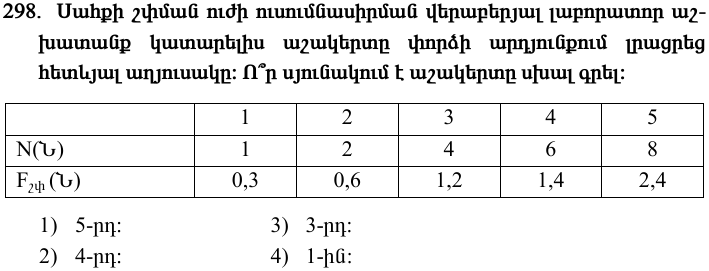 298. Սահքի շփման ուժի ուսումնասիրման վերաբերյալ լաբորատոր աշ-
խատանք կատարելիս աշակերտը փորձի արդյունքում լրացրեց
հետևյալ աղյուսակը: Ո՞ր սյունակում է աշակերտը սխալ գրել:
1 2 3 4 5
N(Ն) 1 2 4 6 8
Fշփ (Ն) 0,3 0,6 1,2 1,4 2,4
1) 5-րդ: 3) 3-րդ:
2) 4-րդ: 4) 1-ին: